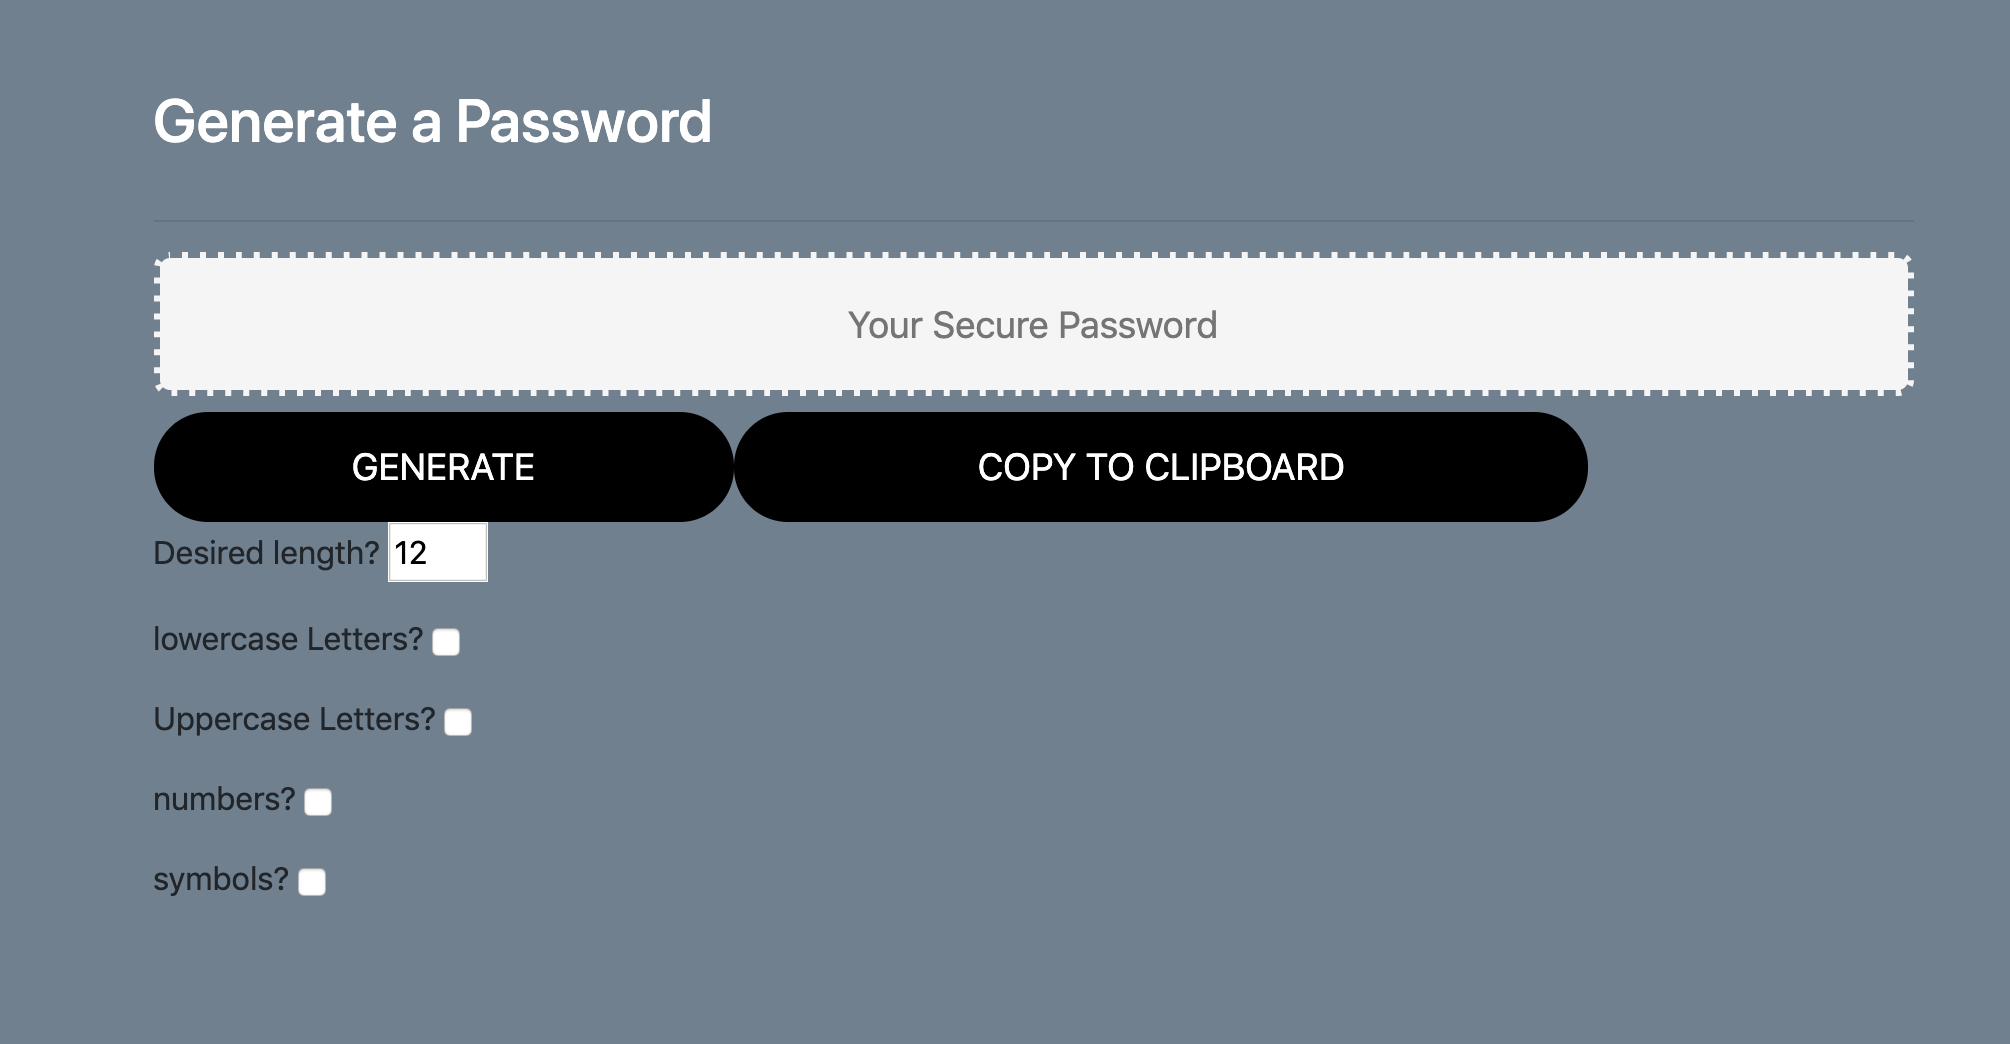 Generate a Password
Your Secure Password
GENERATE COPY TO CLIPBOARD
Desired length? 12
lowercase Letters?
Uppercase Letters?
numbers?
symbols?